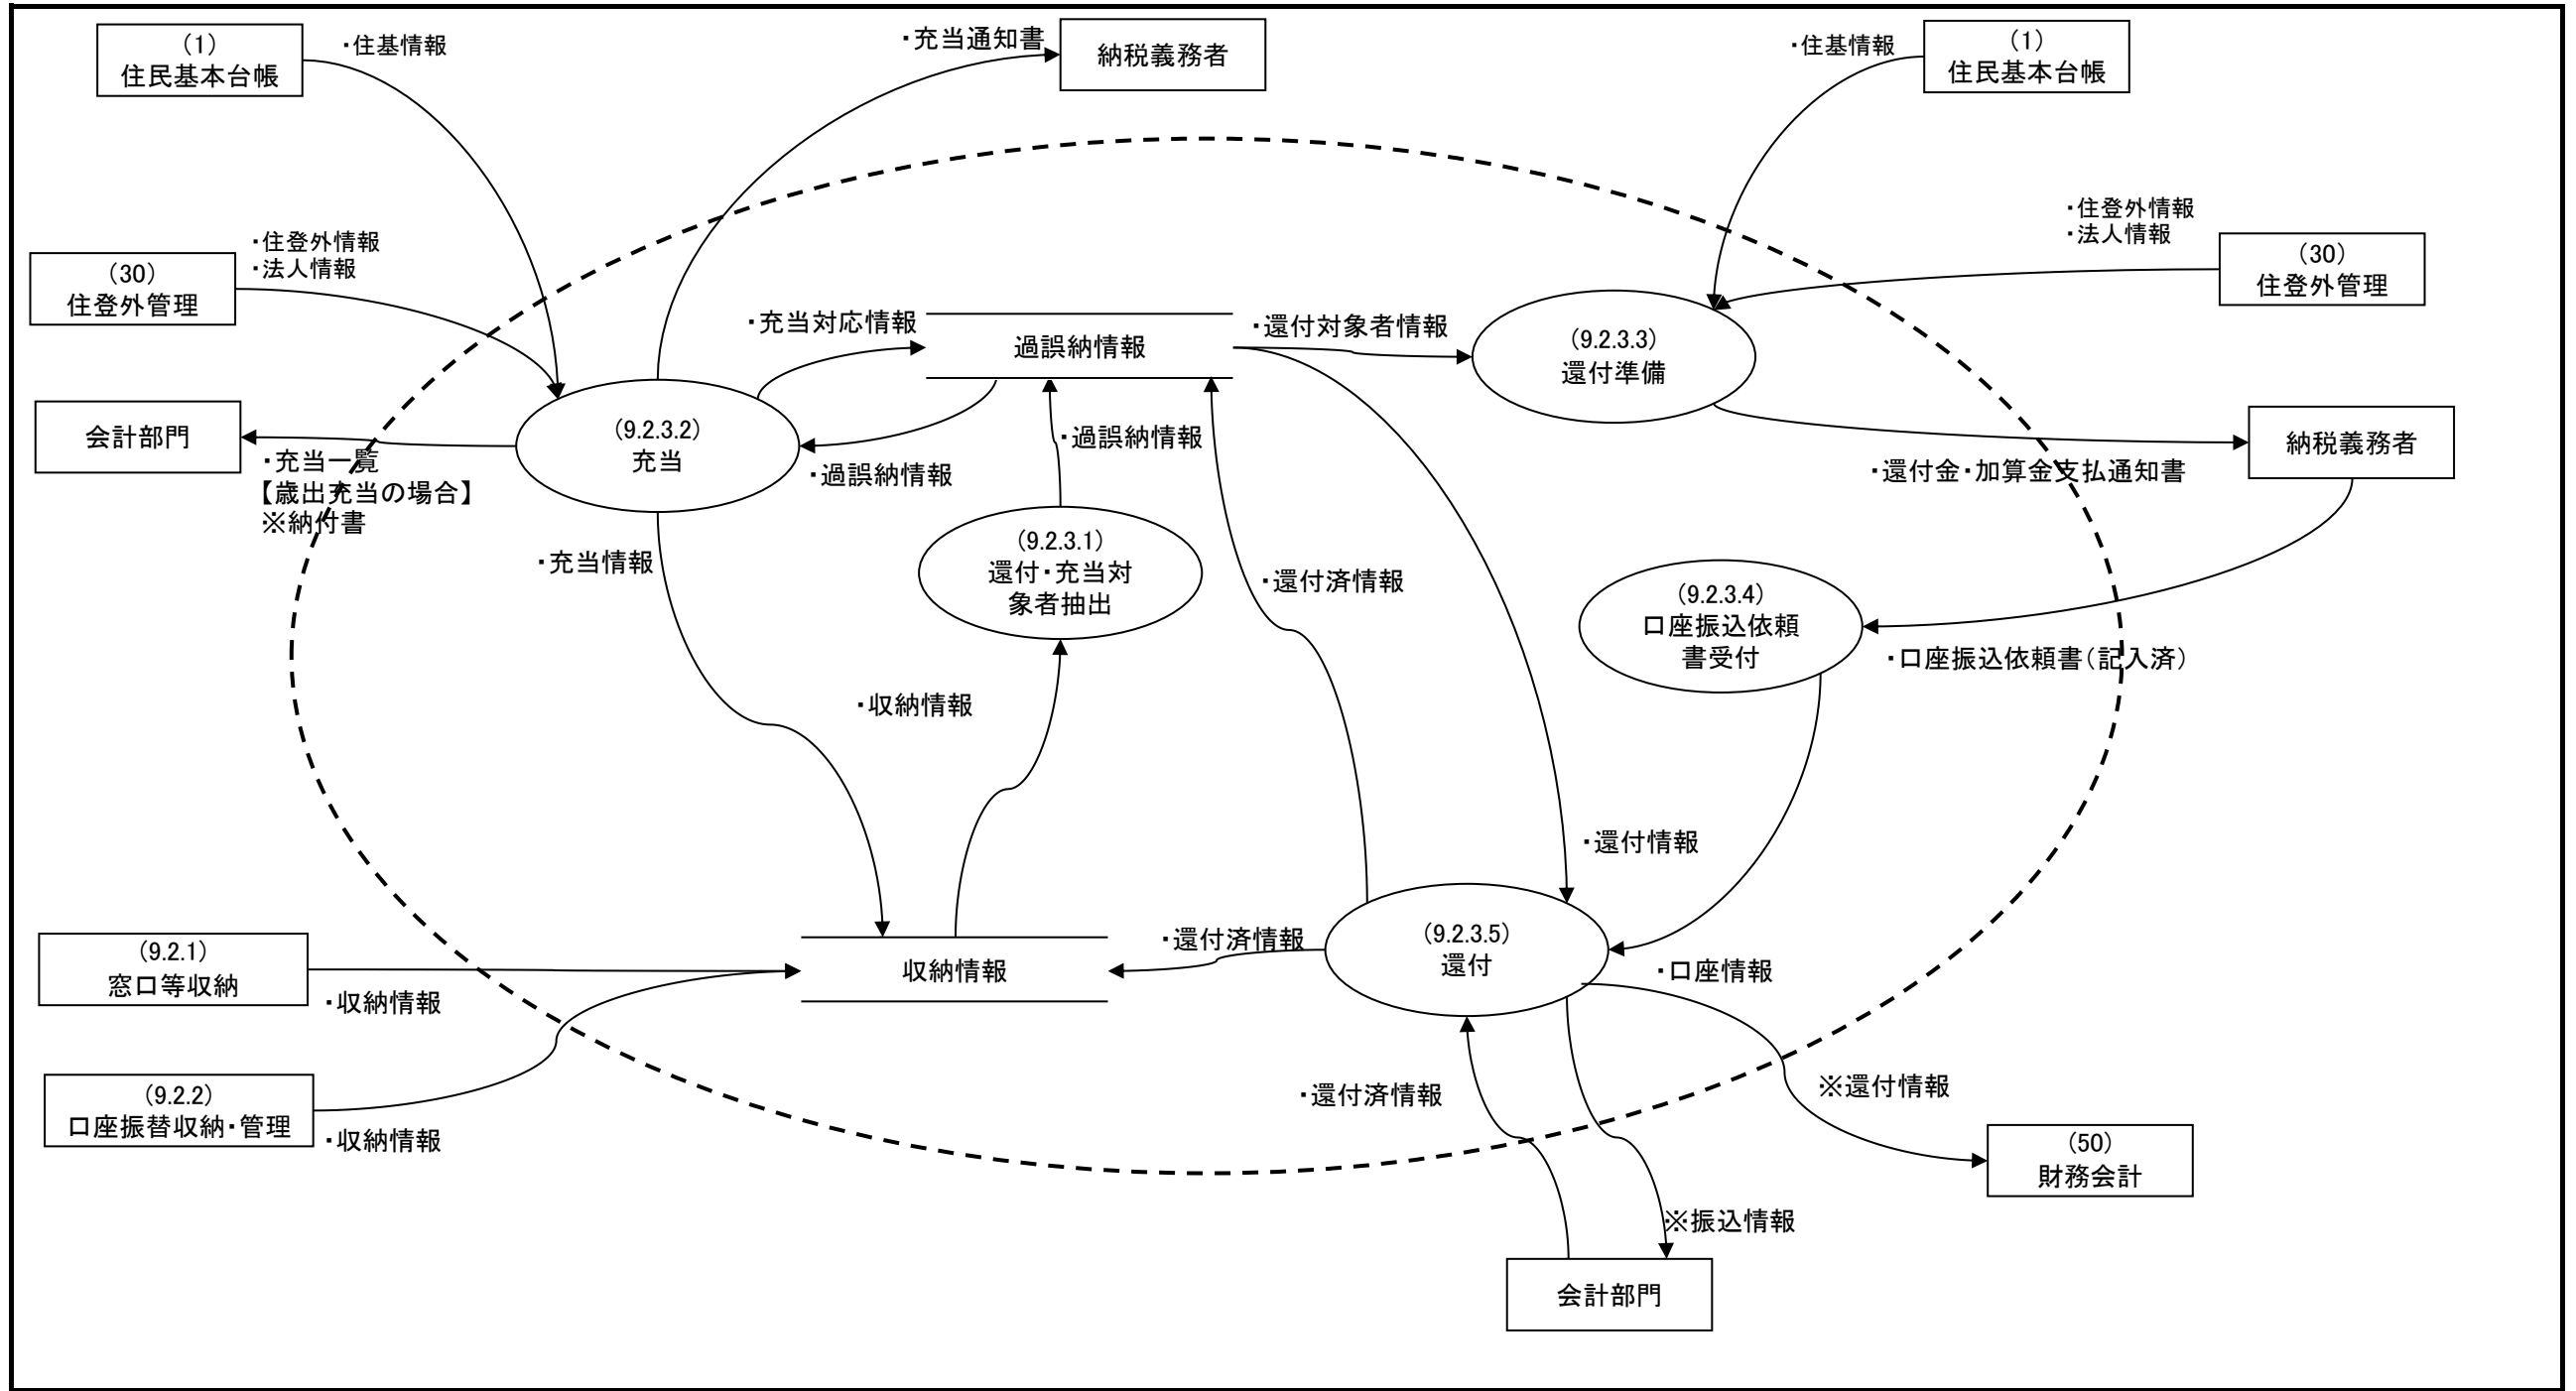 （1）
住民基本台帳
・住基情報
・充当通知書
納税義務者
・住基情報
（1）
住民基本台帳
・住登外情報
・法人情報
（30）
住登外管理
・住登外情報
・法人情報
（30）
住登外管理
・充当対応情報
過誤納情報
・還付対象者情報
（9.2.3.3）
還付準備
会計部門
・充当一覧
【歳出充当の場合】
※納付書
（9.2.3.2）
充当
・過誤納情報
・過誤納情報
納税義務者
・還付金・加算金支払通知書
・充当情報
（9.2.3.1）
還付・充当対
象者抽出
・還付済情報
（9.2.3.4）
口座振込依頼
書受付
・口座振込依頼書（記入済）
・収納情報
・還付情報
（9.2.1）
窓口等収納
・収納情報
収納情報
・還付済情報
（9.2.3.5）
還付
・口座情報
（9.2.2）
口座振替収納・管理
・収納情報
・還付済情報
※還付情報
（50）
財務会計
※振込情報
会計部門